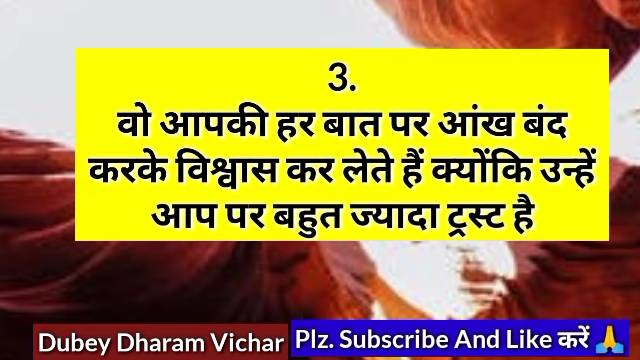 3.
वो आपकी हर बात पर आंख बंद
करके विश्वास कर लेते हैं क्योंकि उन्हें
आप पर बहुत ज्यादा ट्रस्ट है
Dubey Dharam Vichar
Plz. Subscribe And Like करें 🙏